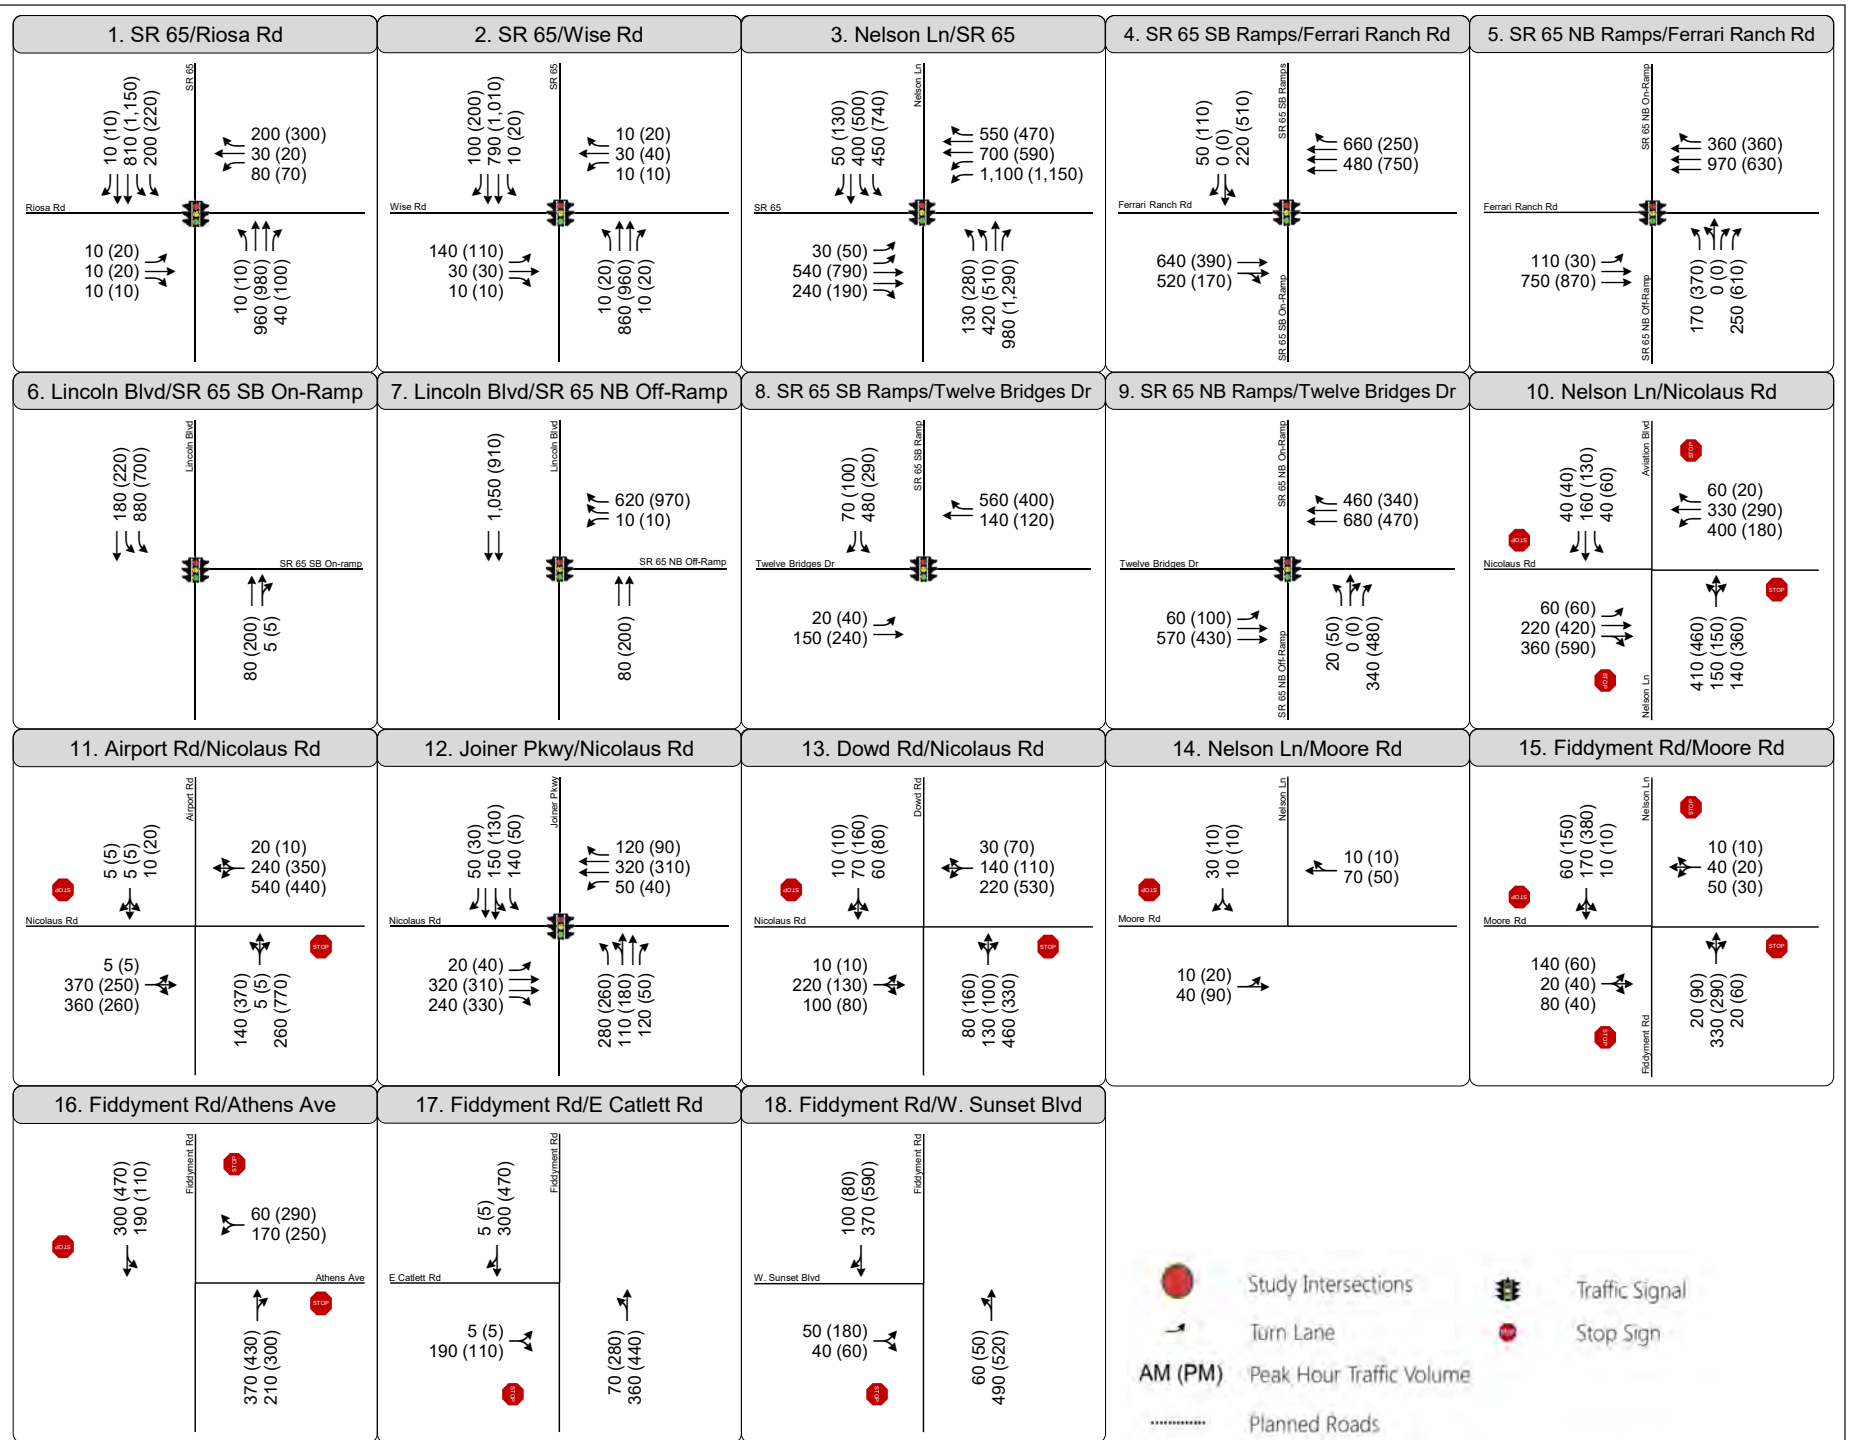 1. SR 65/Riosa Rd
SR 65
10 (10)
810 (1,150)
200 (220)
200 (300)
30 (20)
80 (70)
Riosa Rd
10 (20)
10 (20)
10 (10)
10 (10)
960 (980)
40 (100)
2. SR 65/Wise Rd
SR 65
100 (200)
790 (1,010)
10 (20)
10 (20)
30 (40)
10 (10)
Wise Rd
140 (110)
30 (30)
10 (10)
10 (20)
860 (960)
10 (20)
3. Nelson Ln/SR 65
Nelson Ln
50 (130)
400 (500)
450 (740)
550 (470)
700 (590)
1,100 (1,150)
SR 65
30 (50)
540 (790)
240 (190)
130 (280)
420 (510)
980 (1,290)
4. SR 65 SB Ramps/Ferrari Ranch Rd
SR 65 SB Ramps
50 (110)
0 (0)
220 (510)
660 (250)
480 (750)
Ferrari Ranch Rd
640 (390)
520 (170)
SR 65 SB On-Ramp
5. SR 65 NB Ramps/Ferrari Ranch Rd
SR 65 NB On-Ramp
360 (360)
970 (630)
Ferrari Ranch Rd
110 (30)
750 (870)
SR 65 NB Off-Ramp
170 (370)
0 (0)
250 (610)
6. Lincoln Blvd/SR 65 SB On-Ramp
Lincoln Blvd
180 (220)
880 (700)
SR 65 SB On-ramp
80 (200)
5 (5)
7. Lincoln Blvd/SR 65 NB Off-Ramp
Lincoln Blvd
1,050 (910)
620 (970)
10 (10)
SR 65 NB Off-Ramp
80 (200)
8. SR 65 SB Ramps/Twelve Bridges Dr
SR 65 SB Ramp
70 (100)
480 (290)
560 (400)
140 (120)
Twelve Bridges Dr
20 (40)
150 (240)
9. SR 65 NB Ramps/Twelve Bridges Dr
SR 65 NB On-Ramp
460 (340)
680 (470)
Twelve Bridges Dr
60 (100)
570 (430)
SR 65 NB Off-Ramp
20 (50)
0 (0)
340 (480)
10. Nelson Ln/Nicolaus Rd
Aviation Blvd
STOP
40 (40)
160 (130)
40 (60)
60 (20)
330 (290)
400 (180)
STOP
Nicolaus Rd
STOP
60 (60)
220 (420)
360 (590)
STOP
Nelson Ln
410 (460)
150 (150)
140 (360)
11. Airport Rd/Nicolaus Rd
Airport Rd
5 (5)
5 (5)
10 (20)
20 (10)
240 (350)
540 (440)
STOP
Nicolaus Rd
STOP
5 (5)
370 (250)
360 (260)
140 (370)
5 (5)
260 (770)
12. Joiner Pkwy/Nicolaus Rd
Joiner Pkwy
50 (30)
150 (130)
140 (50)
120 (90)
320 (310)
50 (40)
Nicolaus Rd
20 (40)
320 (310)
240 (330)
280 (260)
110 (180)
120 (50)
13. Dowd Rd/Nicolaus Rd
Dowd Rd
10 (10)
70 (160)
60 (80)
30 (70)
140 (110)
220 (530)
STOP
Nicolaus Rd
STOP
10 (10)
220 (130)
100 (80)
80 (160)
130 (100)
460 (330)
14. Nelson Ln/Moore Rd
Nelson Ln
30 (10)
10 (10)
10 (10)
70 (50)
STOP
Moore Rd
10 (20)
40 (90)
15. Fiddyment Rd/Moore Rd
Nelson Ln
STOP
60 (150)
170 (380)
10 (10)
10 (10)
40 (20)
50 (30)
STOP
Moore Rd
STOP
140 (60)
20 (40)
80 (40)
STOP
Fiddyment Rd
20 (90)
330 (290)
20 (60)
16. Fiddyment Rd/Athens Ave
Fiddyment Rd
STOP
300 (470)
190 (110)
60 (290)
170 (250)
STOP
Athens Ave
STOP
370 (430)
210 (300)
17. Fiddyment Rd/E Catlett Rd
Fiddyment Rd
5 (5)
300 (470)
E Catlett Rd
5 (5)
190 (110)
STOP
70 (280)
360 (440)
18. Fiddyment Rd/W. Sunset Blvd
Fiddyment Rd
100 (80)
370 (590)
W. Sunset Blvd
50 (180)
40 (60)
STOP
60 (50)
490 (520)
Study Intersections
Traffic Signal
Turn Lane
STOP
Stop Sign
AM (PM)
Peak Hour Traffic Volume
Planned Roads